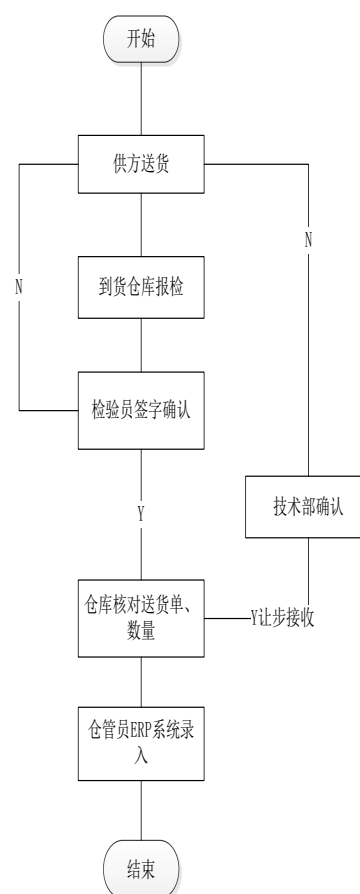 开始
供方送货
N
N
到货仓库报检
检验员签字确认
Y
技术部确认
仓库核对送货单、
数量
Y让步接收
仓管员ERP系统录
入
结束